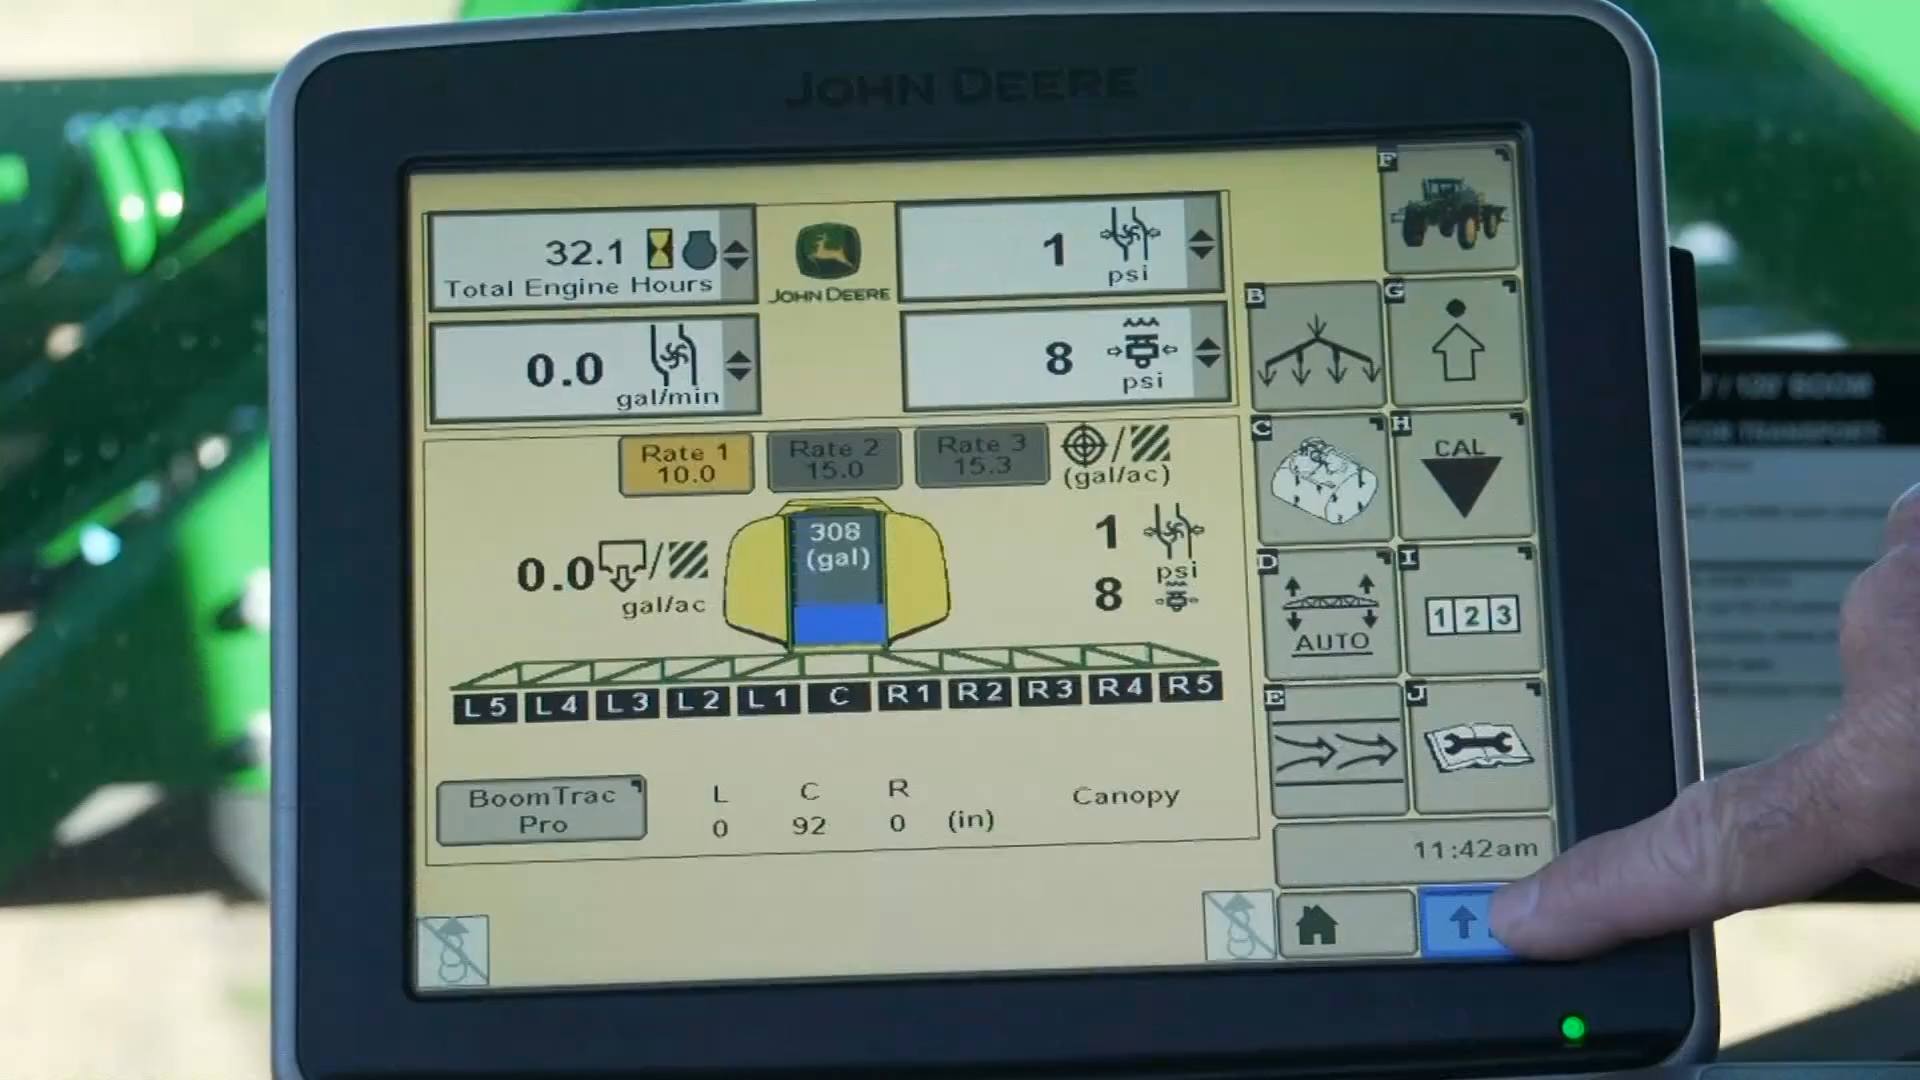 JOHN DEERE
F
32.1
Total Engine Hours
JOHN DEERE
1
psi
0.0
gal/min
8
psi
B
G
Rate 1
10.0
Rate 2
15.0
Rate 3
15.3
/
(gal/ac)
C
H
CAL
308
(gal)
0.0
/
gal/ac
1
psi
8
D
AUTO
I
1 2 3
L5 L4 L3 L2 L1 C R1 R2 R3 R4 R5
E
J
BoomTrac
Pro
L C R
0 92 0 (in)
Canopy
11:42am